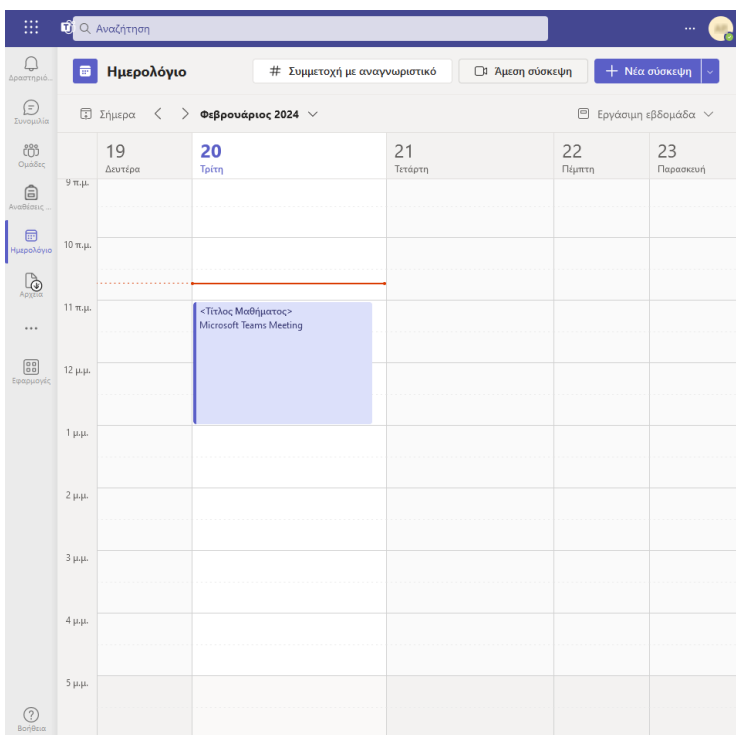 Αναζήτηση
Δραστηριό...
Συνομιλία
Ομάδες
Αναθέσεις ...
Ημερολόγιο
Αρχεία
Εφαρμογές
Βοήθεια
Ημερολόγιο
# Συμμετοχή με αναγνωριστικό
Άμεση σύσκεψη
+ Νέα σύσκεψη
Σήμερα
Φεβρουάριος 2024
Εργάσιμη εβδομάδα
19
Δευτέρα
20
Τρίτη
21
Τετάρτη
22
Πέμπτη
23
Παρασκευή
9 π.μ.
10 π.μ.
11 π.μ.
<Τίτλος Μαθήματος>
Microsoft Teams Meeting
12 μ.μ.
1 μ.μ.
2 μ.μ.
3 μ.μ.
4 μ.μ.
5 μ.μ.